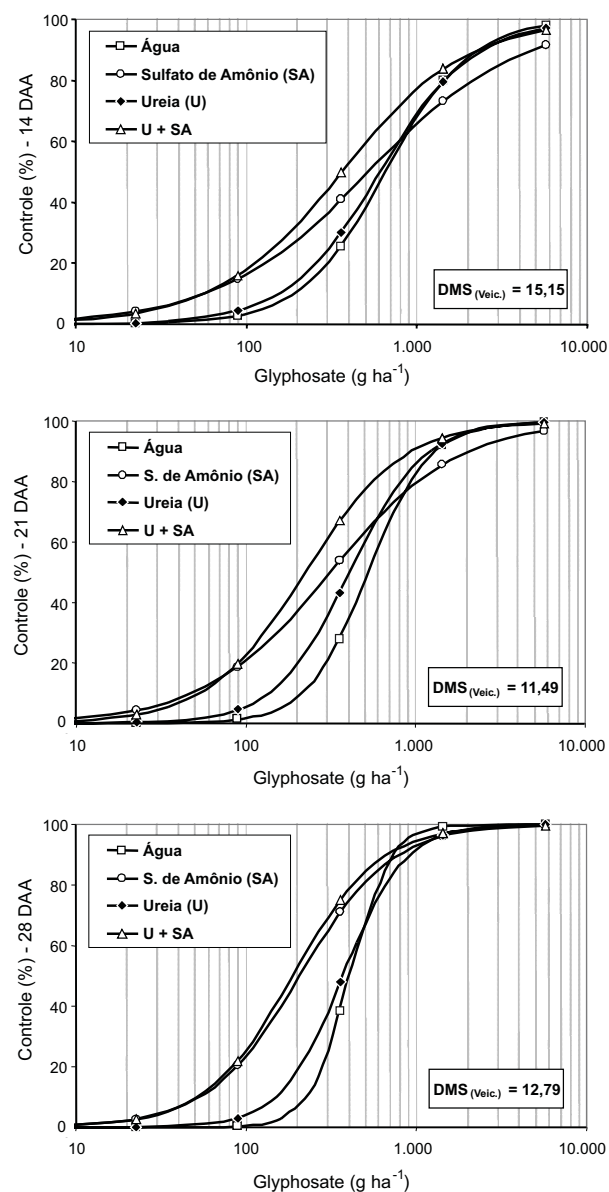 Controle (%) - 14 DAA
100
80
60
40
20
0
Água
Sulfato de Amônio (SA)
Ureia (U)
U + SA
DMS (Veic.) = 15,15
10
100
1.000
10.000
Glyphosate (g ha-1)
Controle (%) - 21 DAA
100
80
60
40
20
0
Água
S. de Amônio (SA)
Ureia (U)
U + SA
DMS (Veic.) = 11,49
10
100
1.000
10.000
Glyphosate (g ha-1)
Controle (%) - 28 DAA
100
80
60
40
20
0
Água
S. de Amônio (SA)
Ureia (U)
U + SA
DMS (Veic.) = 12,79
10
100
1.000
10.000
Glyphosate (g ha-1)